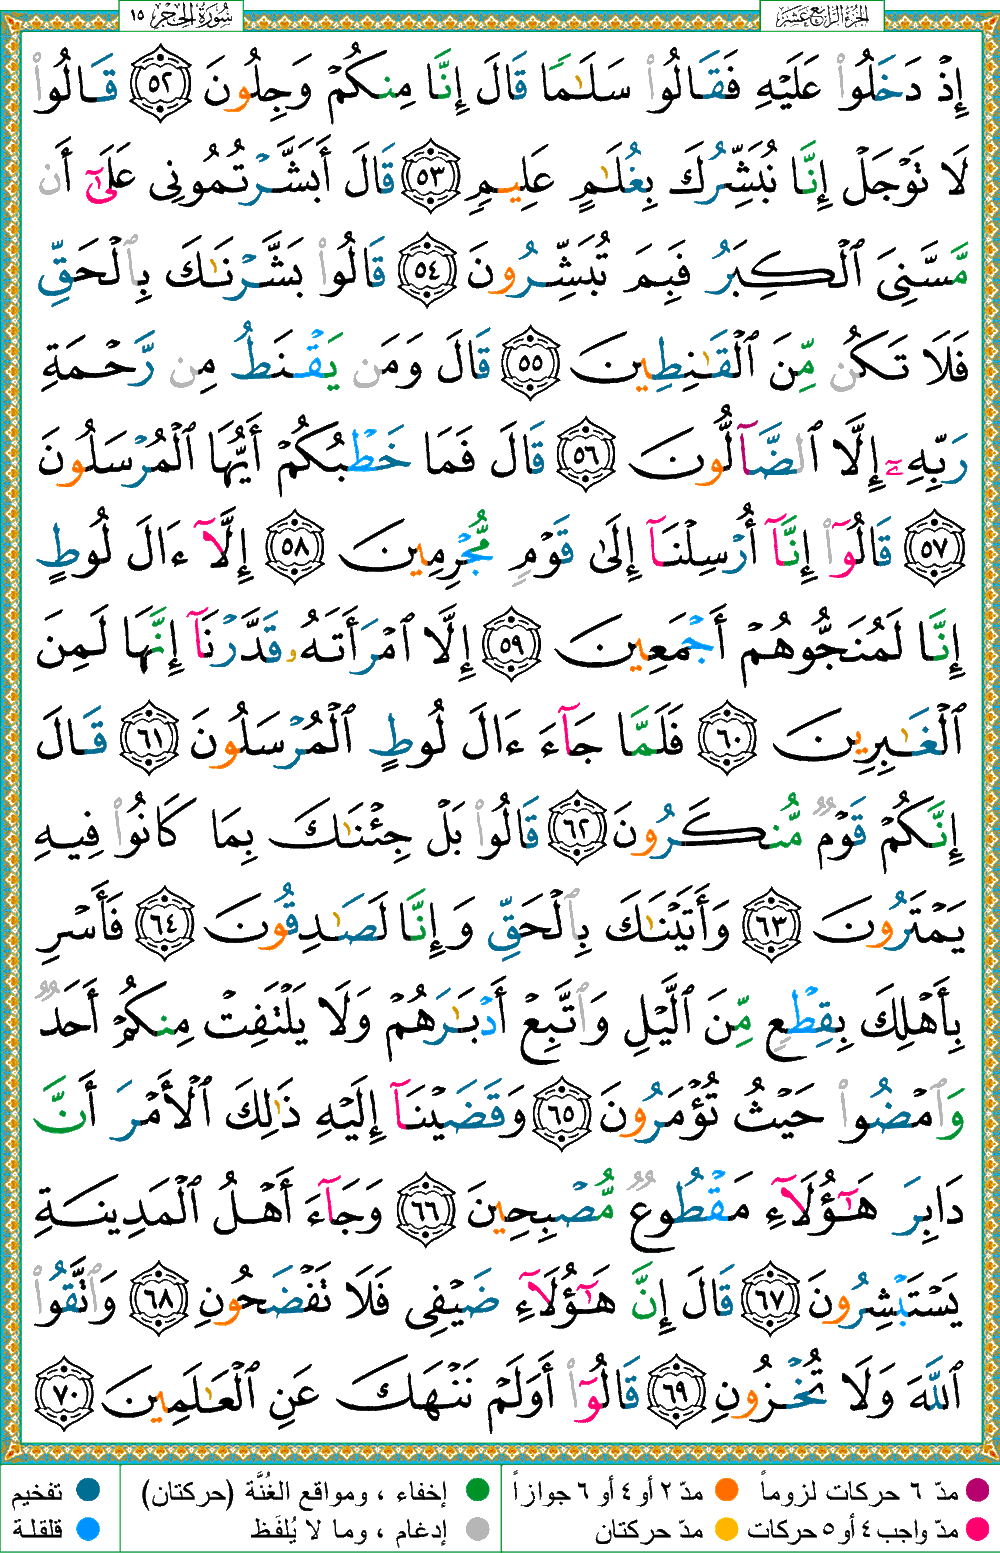 الجزء الرابع عشر
سورة الحجر ١٥
إِذْ دَخَلُوا۟ عَلَيْهِ فَقَالُوا۟ سَلَـٰمًا قَالَ إِنَّا مِنكُمْ وَجِلُونَ ٥٢ قَالُوا۟
لَا تَوْجَلْ إِنَّا نُبَشِّرُكَ بِغُلَـٰمٍ عَلِيمٍ ٥٣ قَالَ أَبَشَّرْتُمُونِى عَلَىٰٓ أَن
مَّسَّنِىَ ٱلْكِبَرُ فَبِمَ تُبَشِّرُونَ ٥٤ قَالُوا۟ بَشَّرْنَـٰكَ بِٱلْحَقِّ
فَلَا تَكُن مِّنَ ٱلْقَـٰنِطِينَ ٥٥ قَالَ وَمَن يَقْنَطُ مِن رَّحْمَةِ
رَبِّهِۦٓ إِلَّا ٱلضَّآلُّونَ ٥٦ قَالَ فَمَا خَطْبُكُمْ أَيُّهَا ٱلْمُرْسَلُونَ
٥٧ قَالُوٓا۟ إِنَّآ أُرْسِلْنَآ إِلَىٰ قَوْمٍ مُّجْرِمِينَ ٥٨ إِلَّآ ءَالَ لُوطٍ
إِنَّا لَمُنَجُّوهُمْ أَجْمَعِينَ ٥٩ إِلَّا ٱمْرَأَتَهُۥ قَدَّرْنَآ إِنَّهَا لَمِنَ
ٱلْغَـٰبِرِينَ ٦٠ فَلَمَّا جَآءَ ءَالَ لُوطٍ ٱلْمُرْسَلُونَ ٦١ قَالَ
إِنَّكُمْ قَوْمٌ مُّنكَرُونَ ٦٢ قَالُوا۟ بَلْ جِئْنَـٰكَ بِمَا كَانُوا۟ فِيهِ
يَمْتَرُونَ ٦٣ وَأَتَيْنَـٰكَ بِٱلْحَقِّ وَإِنَّا لَصَـٰدِقُونَ ٦٤ فَأَسْرِ
بِأَهْلِكَ بِقِطْعٍ مِّنَ ٱلَّيْلِ وَٱتَّبِعْ أَدْبَـٰرَهُمْ وَلَا يَلْتَفِتْ مِنكُمْ أَحَدٌ
وَٱمْضُوا۟ حَيْثُ تُؤْمَرُونَ ٦٥ وَقَضَيْنَآ إِلَيْهِ ذَٰلِكَ ٱلْأَمْرَ أَنَّ
دَابِرَ هَـٰٓؤُلَآءِ مَقْطُوعٌ مُّصْبِحِينَ ٦٦ وَجَآءَ أَهْلُ ٱلْمَدِينَةِ
يَسْتَبْشِرُونَ ٦٧ قَالَ إِنَّ هَـٰٓؤُلَآءِ ضَيْفِى فَلَا تَفْضَحُونِ ٦٨ وَٱتَّقُوا۟
ٱللَّهَ وَلَا تُخْزُونِ ٦٩ قَالُوٓا۟ أَوَلَمْ نَنْهَكَ عَنِ ٱلْعَـٰلَمِينَ ٧٠
مدّ ٦ حركات لزوماً
مدّ ٢ أو ٤ أو ٦ جوازاً
إخفاء ، ومواقع الغُنَّة (حركتان)
تفخيم
مدّ واجب ٤ أو ٥ حركات
مدّ حركتان
إدغام ، وما لا يُلفَظ
قلقلة